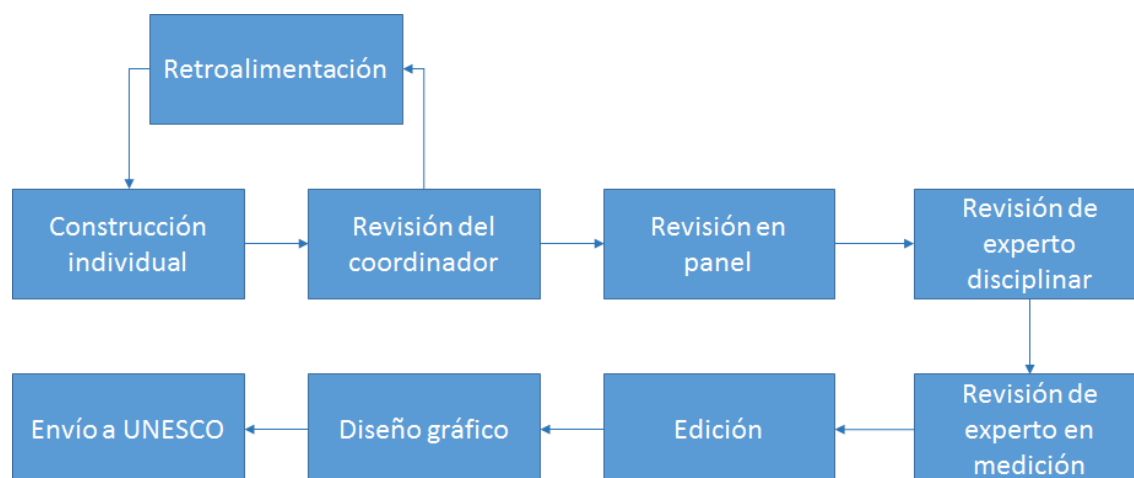 Retroalimentación
Construcción
individual
Revisión del
coordinador
Revisión en
panel
Revisión de
experto
disciplinar
Envío a UNESCO
Diseño gráfico
Edición
Revisión de
experto en
medición